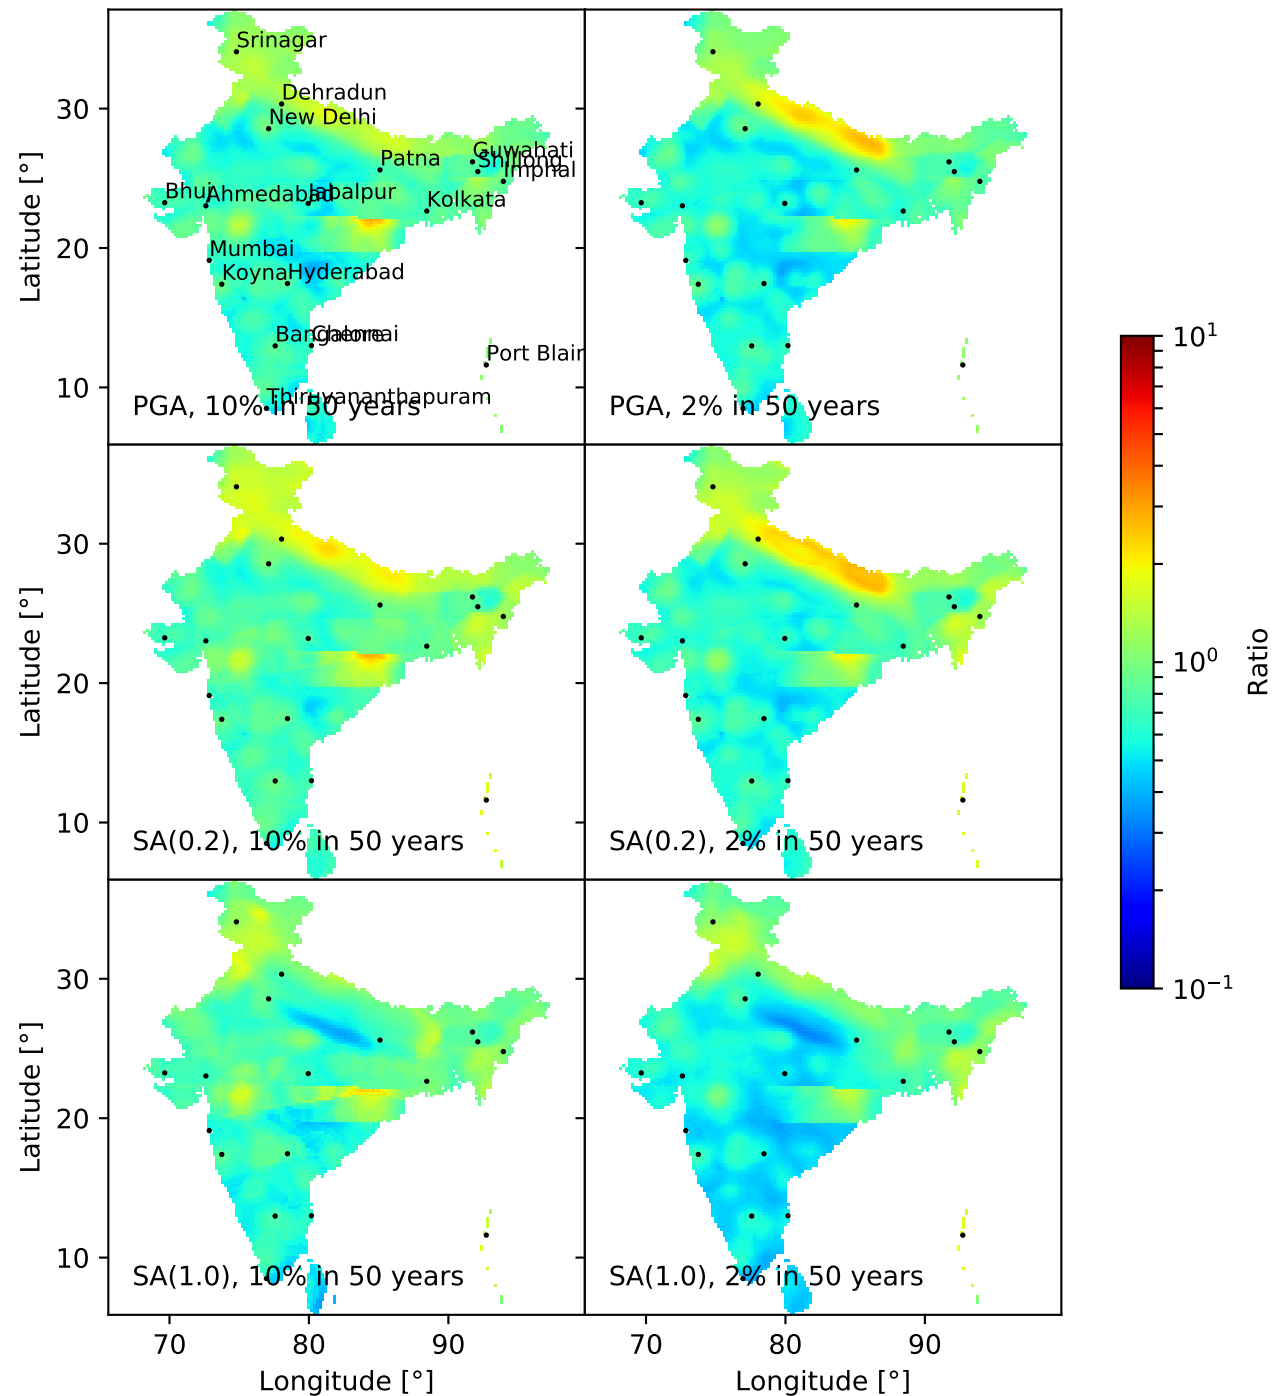 Srinagar
Dehradun
30
New Delhi
Guwahati
Patna
Shillong
Imphal
Bhuj
Ahmedabad
Jabalpur
Kolkata
Latitude [°]
20
Mumbai
Koyna
Hyderabad
Bangalore
Chennai
Port Blair
10
Thiruvananthapuram
PGA, 10% in 50 years
PGA, 2% in 50 years
30
Latitude [°]
20
10
SA(0.2), 10% in 50 years
SA(0.2), 2% in 50 years
30
Latitude [°]
20
10
SA(1.0), 10% in 50 years
SA(1.0), 2% in 50 years
70 80 90
70 80 90
Longitude [°]
Longitude [°]
10¹
10⁰
10⁻¹
Ratio